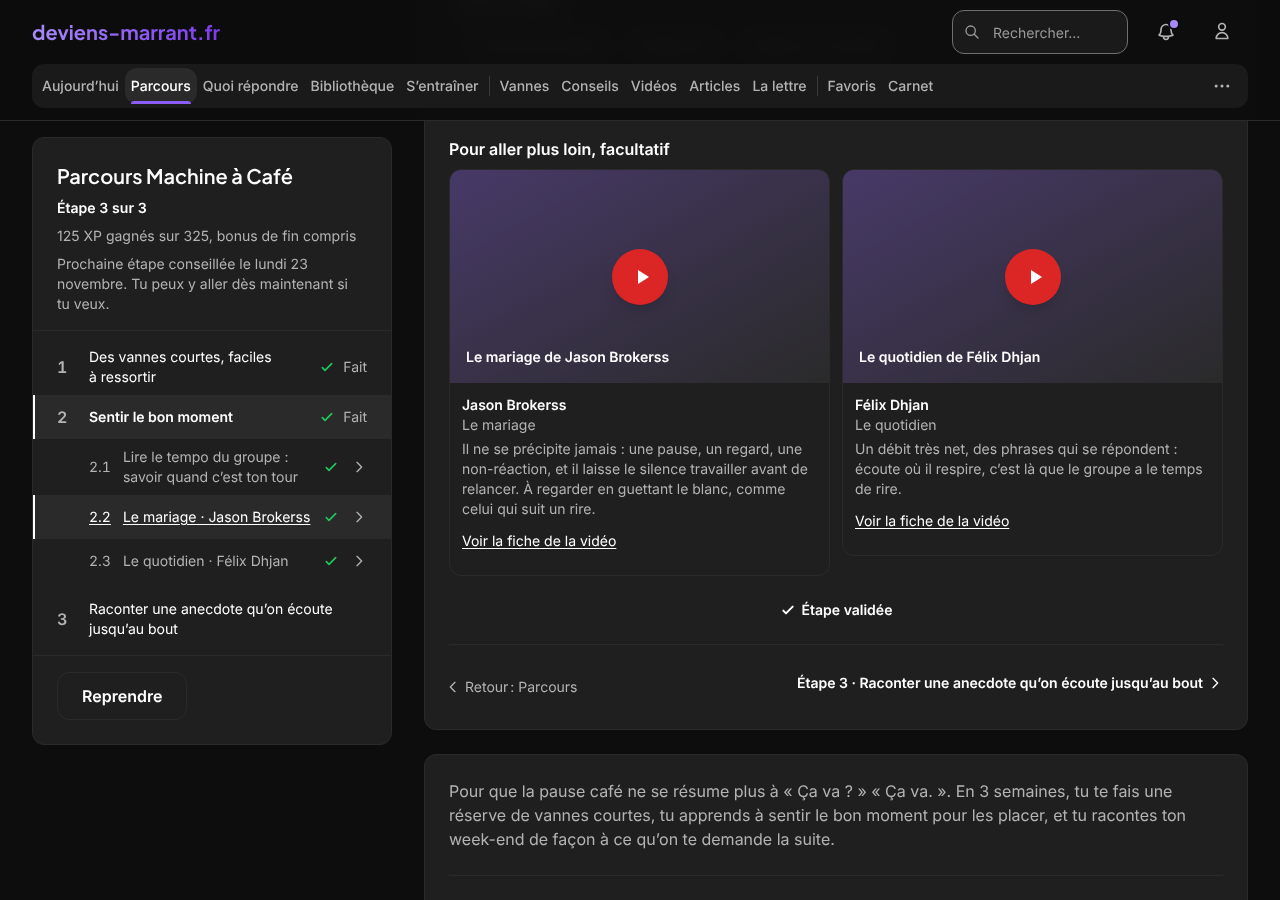 deviens-marrant.fr
Rechercher...
Aujourd’hui Parcours Quoi répondre Bibliothèque S’entraîner Vannes Conseils Vidéos Articles La lettre Favoris Carnet
Parcours Machine à Café
Étape 3 sur 3
125 XP gagnés sur 325, bonus de fin compris
Prochaine étape conseillée le lundi 23
novembre. Tu peux y aller dès maintenant si
tu veux.
1 Des vannes courtes, faciles
à ressortir
Fait
2 Sentir le bon moment Fait
2.1 Lire le tempo du groupe :
savoir quand c’est ton tour
2.2 Le mariage · Jason Brokerss
2.3 Le quotidien · Félix Dhjan
3 Raconter une anecdote qu’on écoute
jusqu’au bout
Reprendre
Pour aller plus loin, facultatif
Le mariage de Jason Brokerss
Jason Brokerss
Le mariage
Il ne se précipite jamais : une pause, un regard, une
non-réaction, et il laisse le silence travailler avant de
relancer. À regarder en guettant le blanc, comme
celui qui suit un rire.
Voir la fiche de la vidéo
Le quotidien de Félix Dhjan
Félix Dhjan
Le quotidien
Un débit très net, des phrases qui se répondent :
écoute où il respire, c’est là que le groupe a le temps
de rire.
Voir la fiche de la vidéo
Étape validée
Retour : Parcours
Étape 3 · Raconter une anecdote qu’on écoute jusqu’au bout
Pour que la pause café ne se résume plus à « Ça va ? » « Ça va. ». En 3 semaines, tu te fais une
réserve de vannes courtes, tu apprends à sentir le bon moment pour les placer, et tu racontes ton
week-end de façon à ce qu’on te demande la suite.